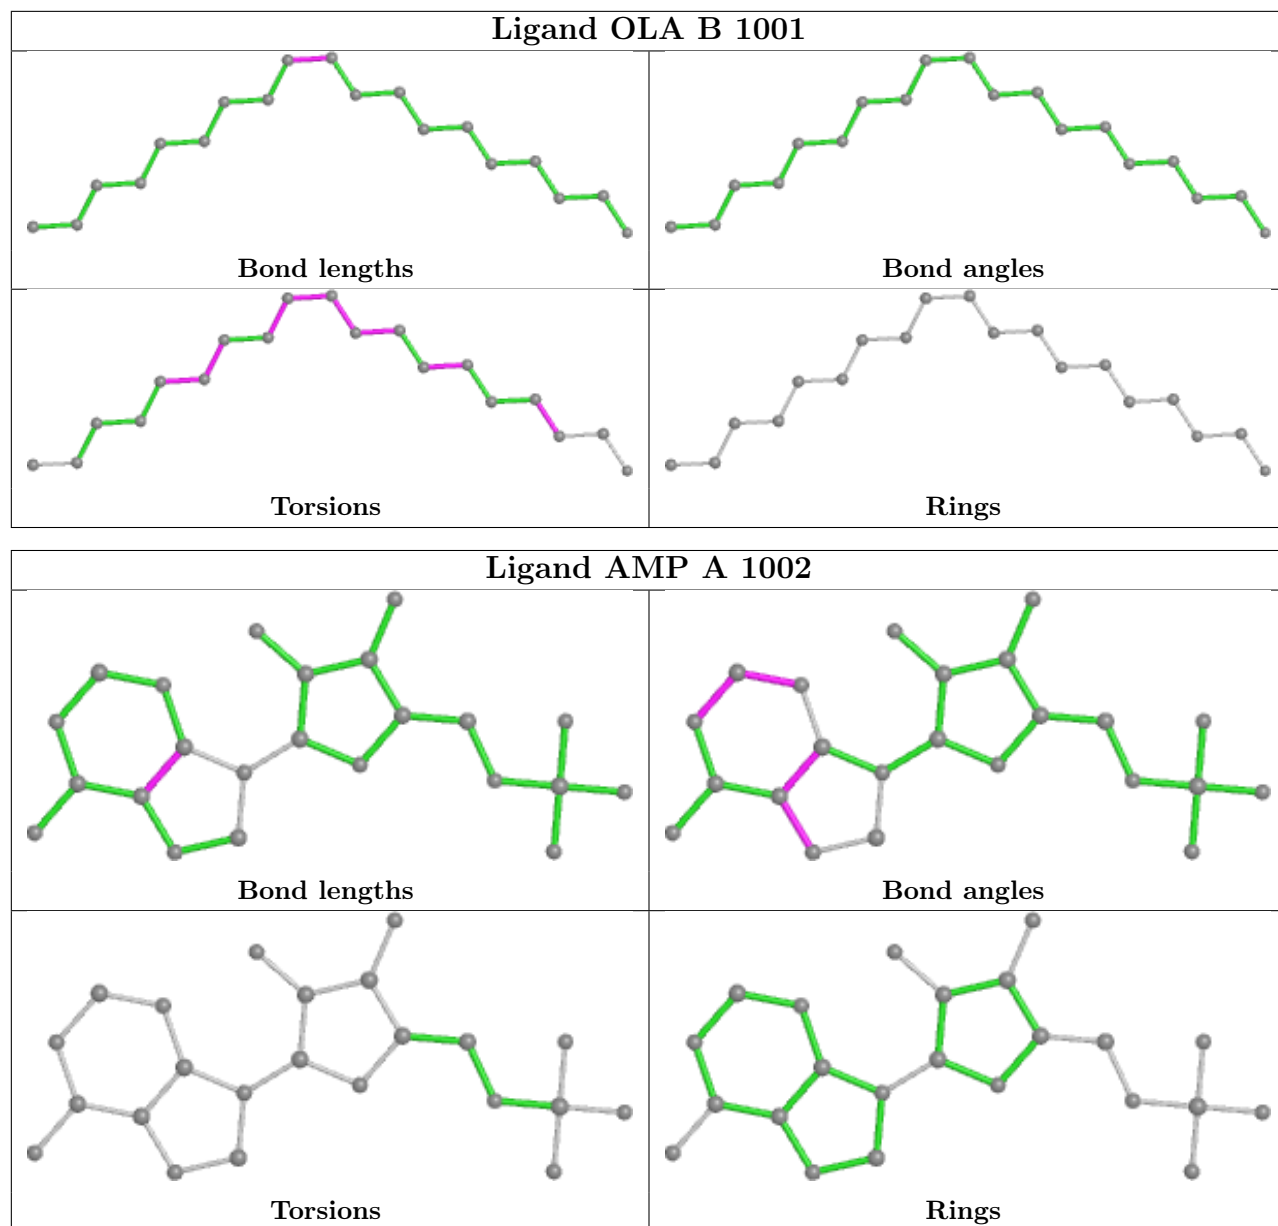 Ligand OLA B 1001
Bond lengths
Bond angles
Torsions
Rings
Ligand AMP A 1002
Bond lengths
Bond angles
Torsions
Rings